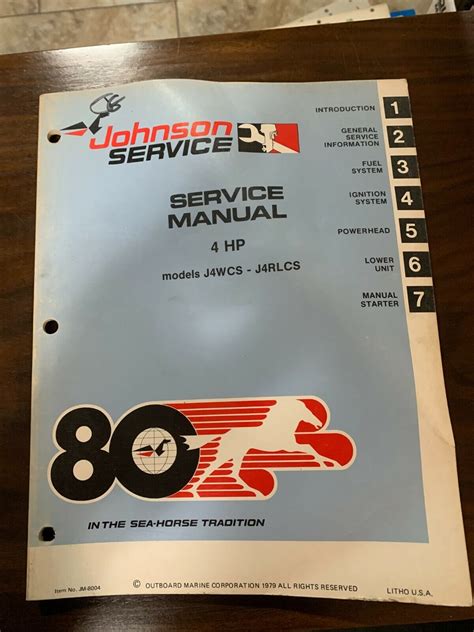 Johnson
SERVICE
SERVICE
MANUAL
4 HP
models J4WCS - J4RLCS
INTRODUCTION 1
GENERAL
SERVICE
INFORMATION 2
FUEL
SYSTEM 3
IGNITION
SYSTEM 4
POWERHEAD 5
LOWER
UNIT 6
MANUAL
STARTER 7
80
IN THE SEA-HORSE TRADITION
Item No. JM-8004
© OUTBOARD MARINE CORPORATION 1979 ALL RIGHTS RESERVED
LITHO U.S.A.